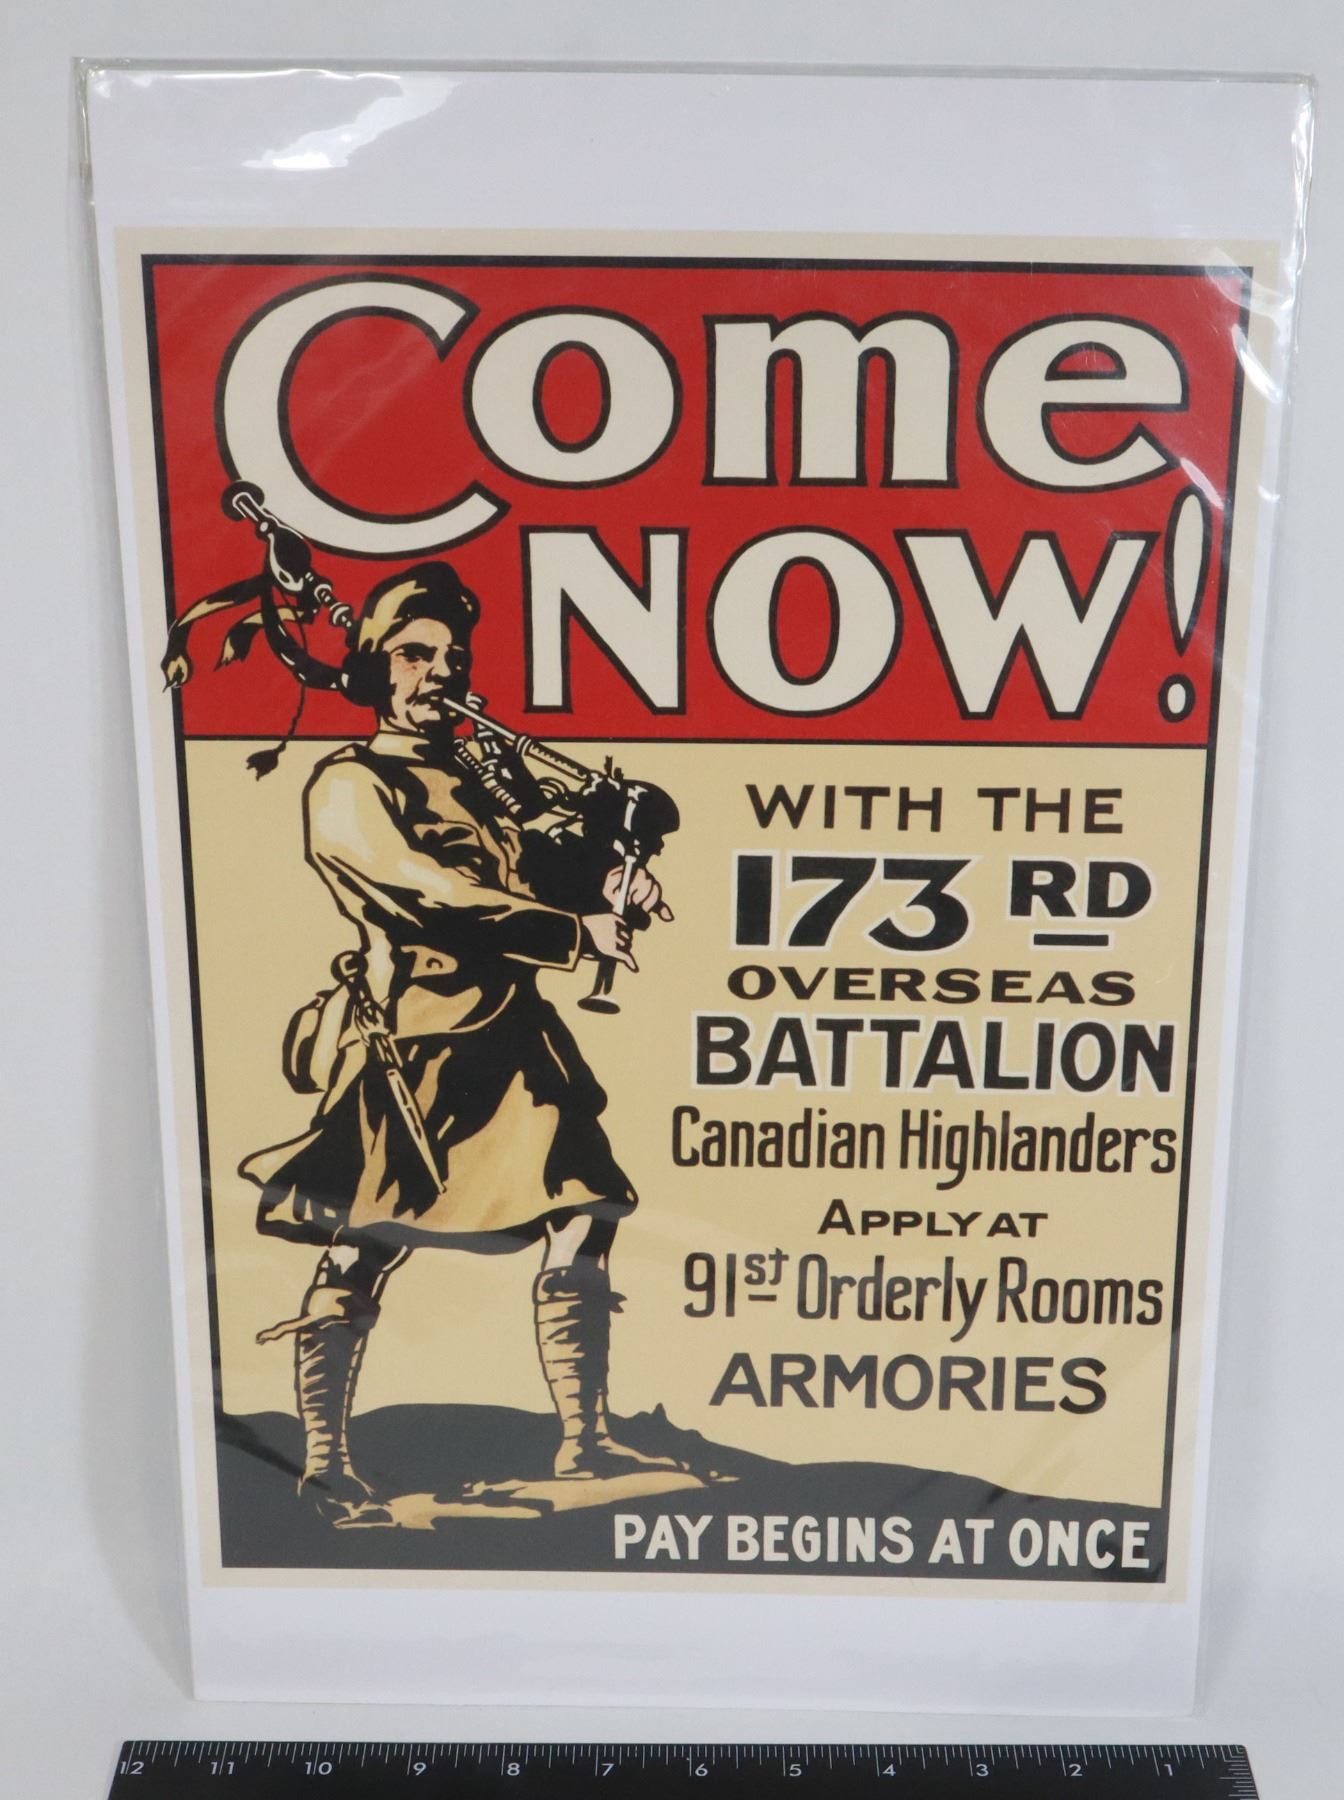 Come
NOW!
WITH THE
173RD
OVERSEAS
BATTALION
Canadian Highlanders
APPLY AT
91st Orderly Rooms
ARMORIES
PAY BEGINS AT ONCE
12 11 10 9 8 7 6 5 4 3 2 1